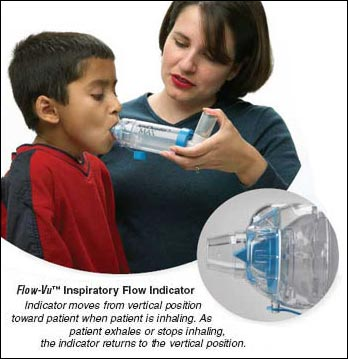 Flow-Vu™ Inspiratory Flow Indicator
Indicator moves from vertical position
toward patient when patient is inhaling. As
patient exhales or stops inhaling,
the indicator returns to the vertical position.